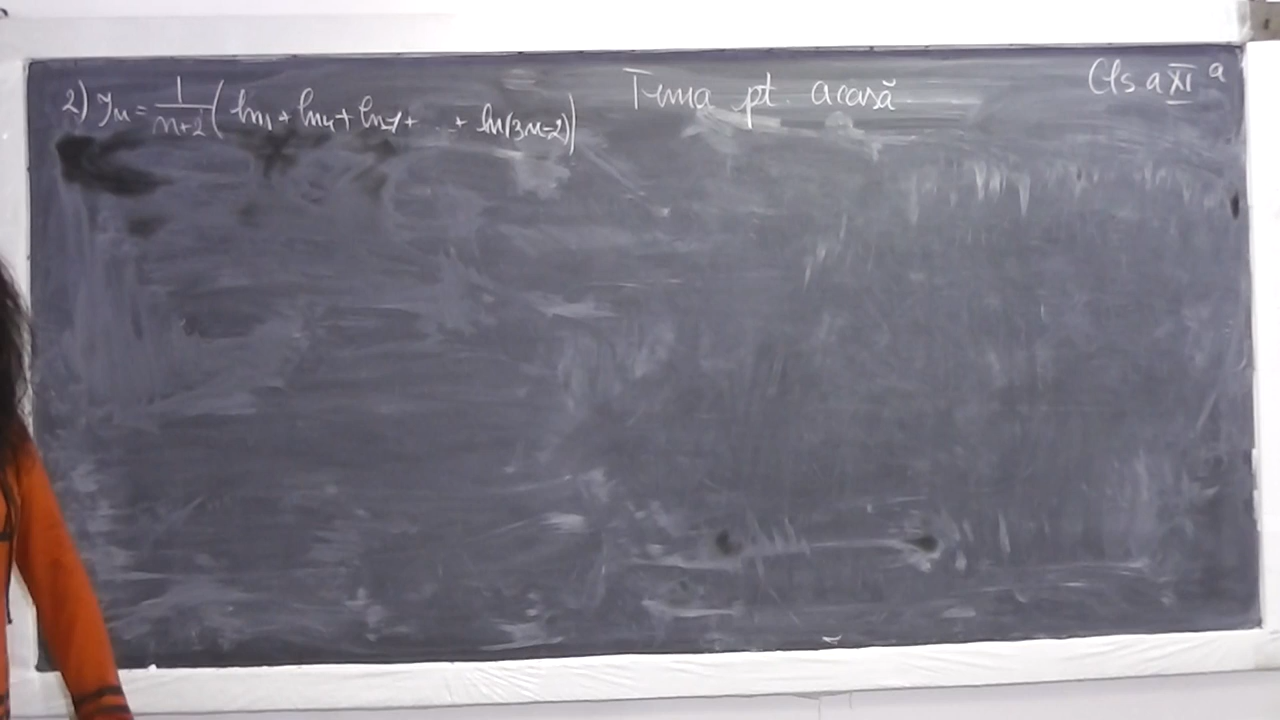 Tema pt. acasă
Cls a XI a
2) yn = 1/(n+2) ( ln1 + ln4 + ln7 + ... + ln(3n-2))